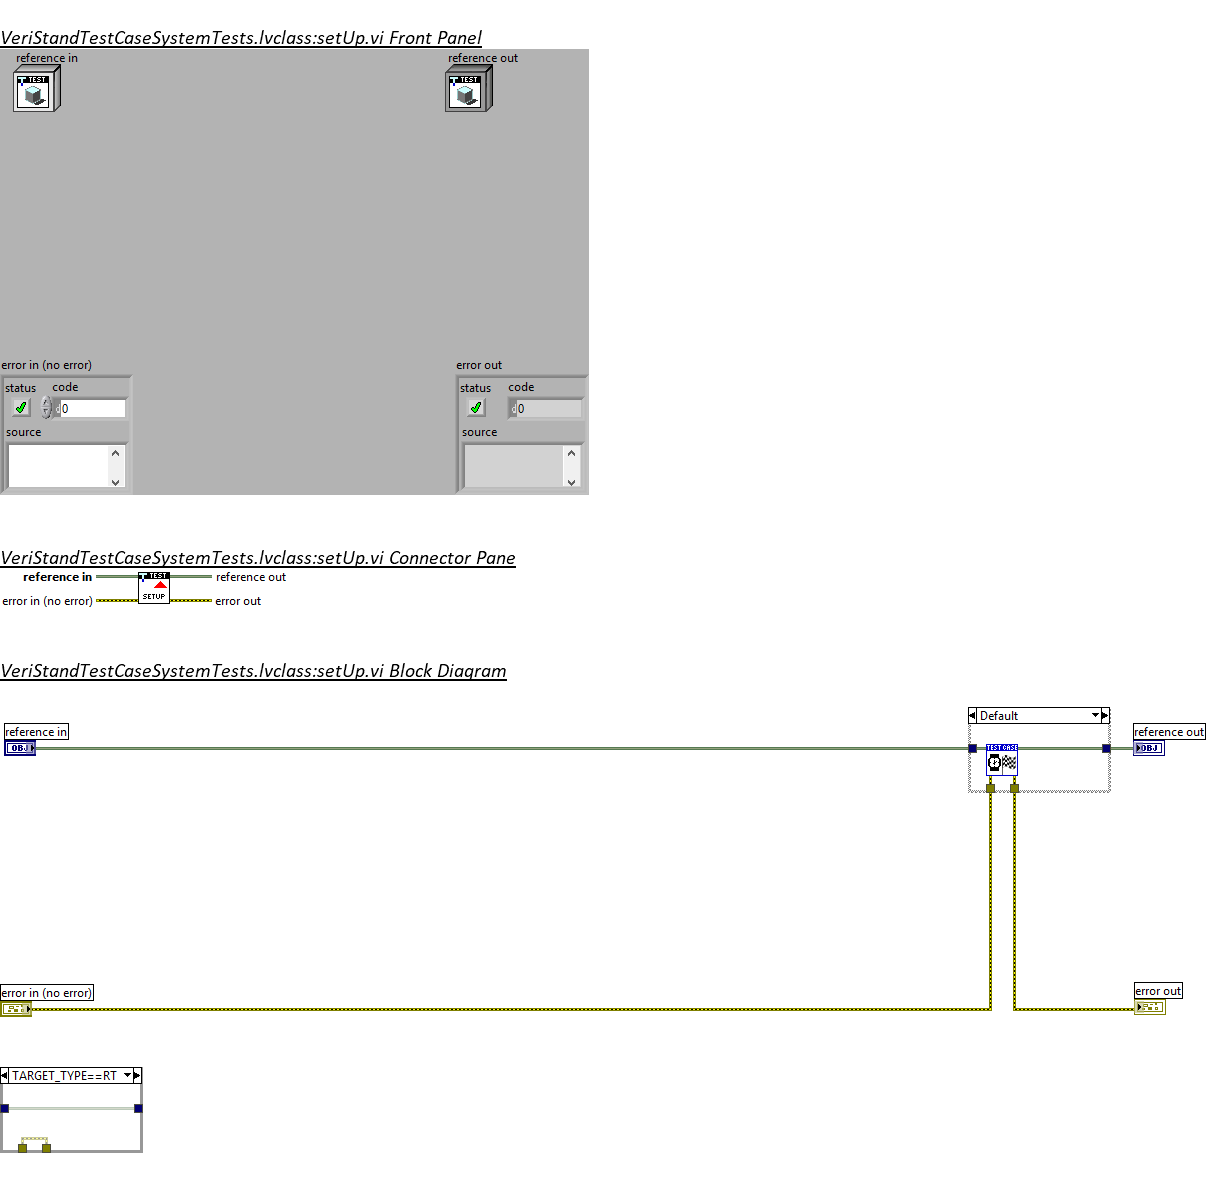 VeriStandTestCaseSystemTests.lvclass:setUp.vi Front Panel
reference in
reference out
TEST
TEST
error in (no error)
error out
status
code
status
code
d
0
d
0
source
source
VeriStandTestCaseSystemTests.lvclass:setUp.vi Connector Pane
reference in
TEST
reference out
error in (no error)
SETUP
error out
VeriStandTestCaseSystemTests.lvclass:setUp.vi Block Diagram
Default
reference in
reference out
OBJ
TEST CASE
OBJ
error in (no error)
error out
TARGET_TYPE==RT